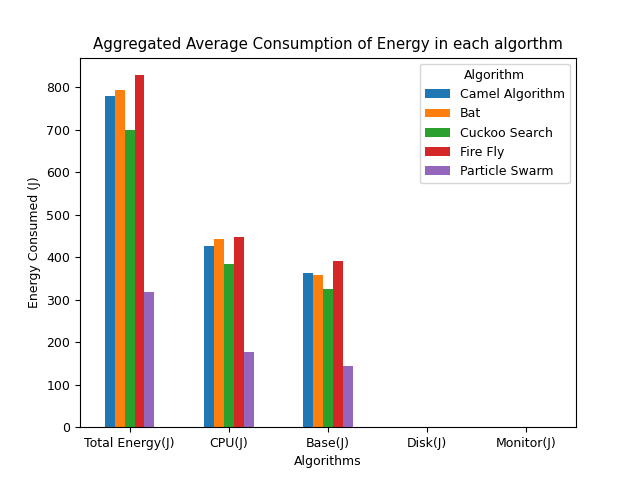 Aggregated Average Consumption of Energy in each algorthm
Algorithm
Camel Algorithm
Bat
Cuckoo Search
Fire Fly
Particle Swarm
Energy Consumed (J)
800
700
600
500
400
300
200
100
0
Total Energy(J) CPU(J) Base(J) Disk(J) Monitor(J)
Algorithms